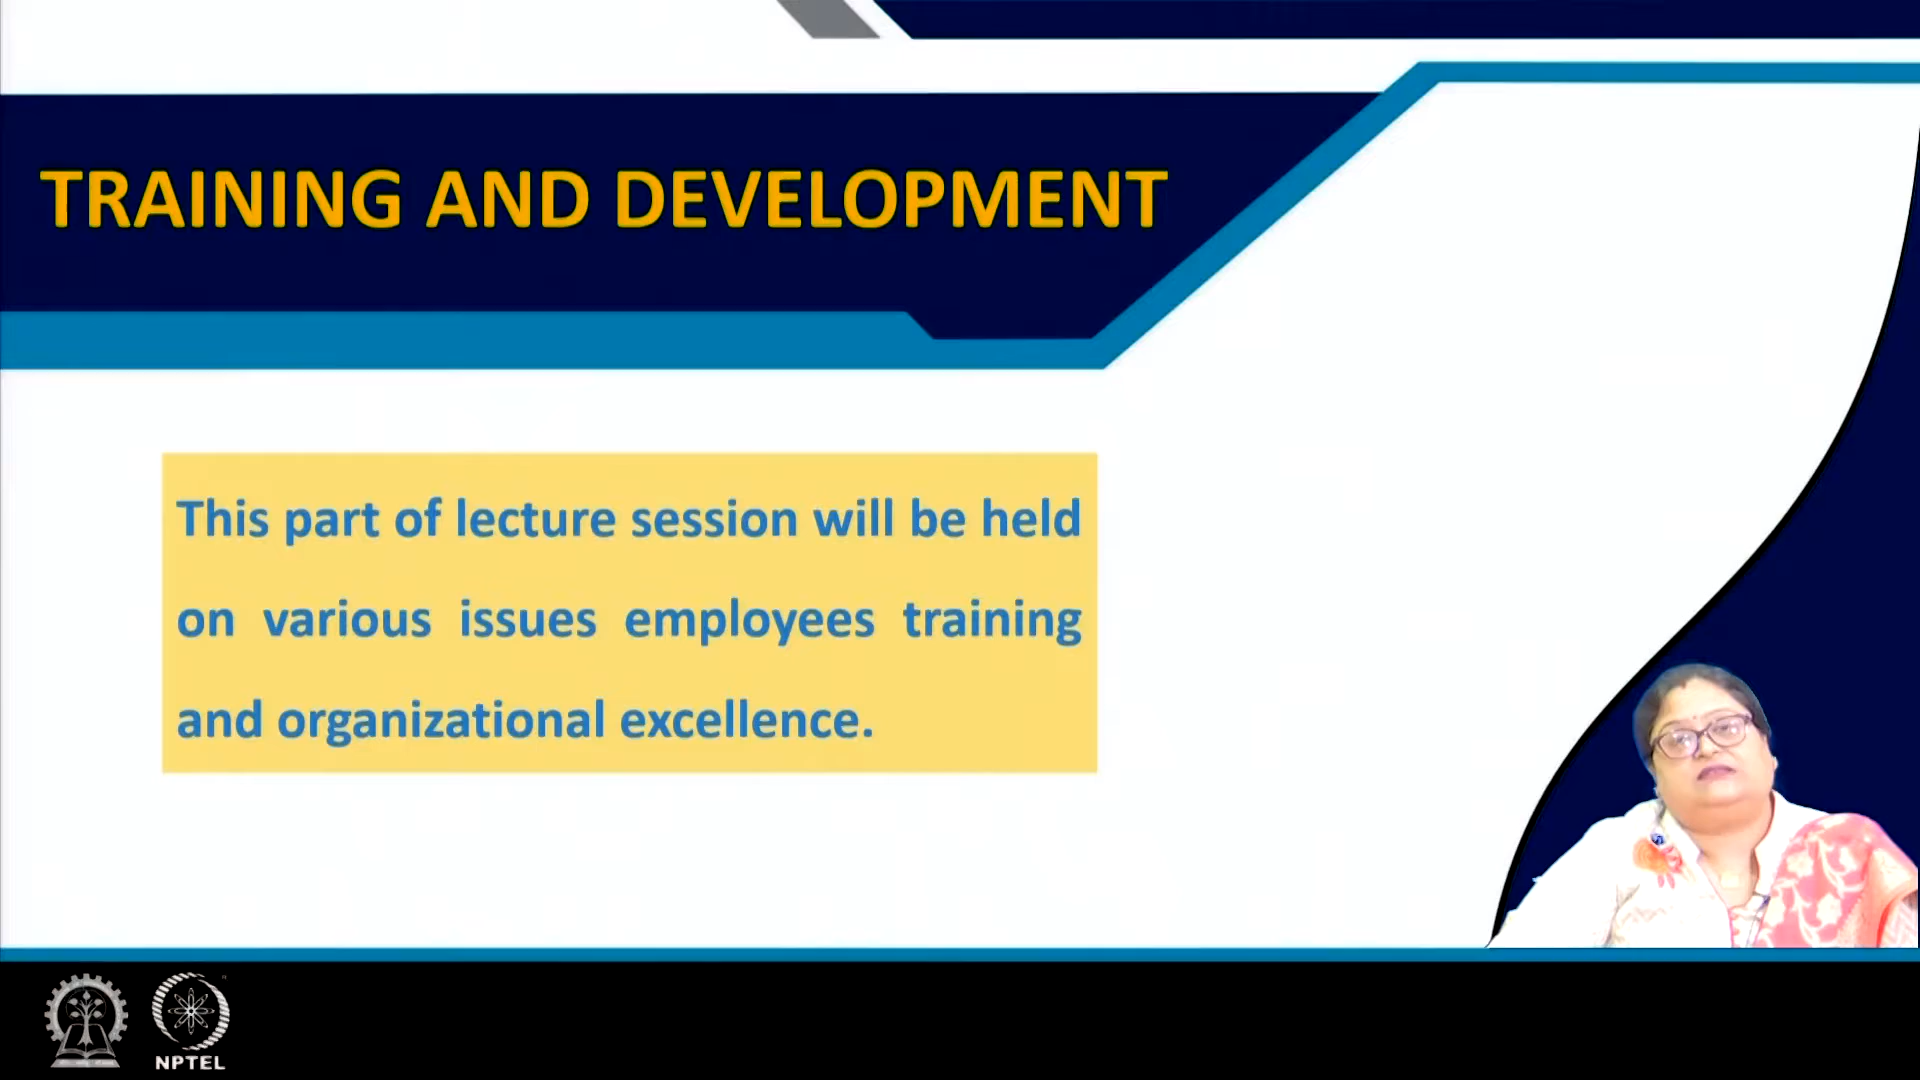 TRAINING AND DEVELOPMENT
This part of lecture session will be held
on various issues employees training
and organizational excellence.
NPTEL